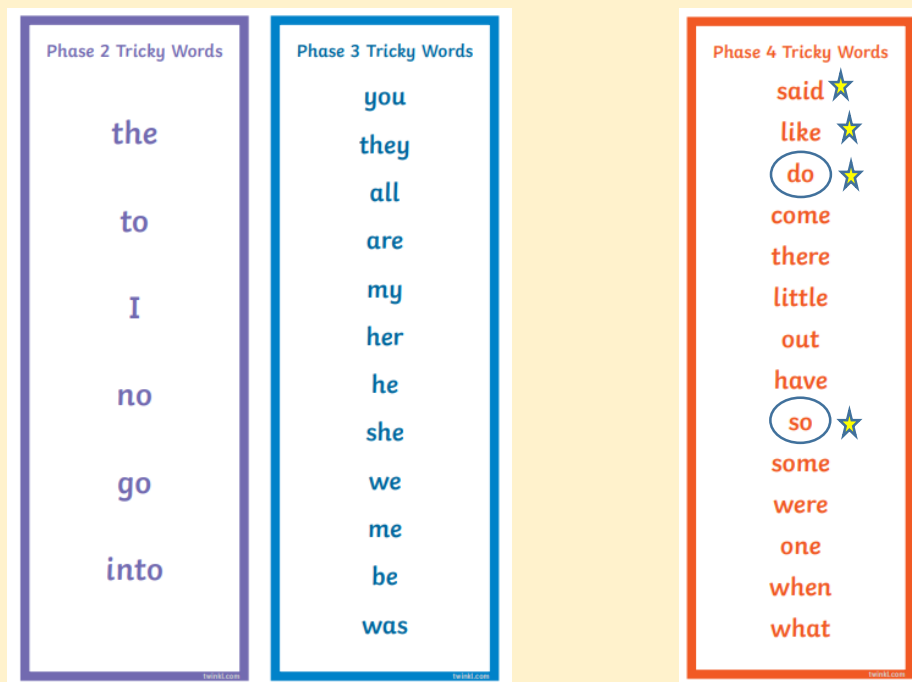 Phase 2 Tricky Words
the
to
I
no
go
into
twinkl.com
Phase 3 Tricky Words
you
they
all
are
my
her
he
she
we
me
be
was
twinkl.com
Phase 4 Tricky Words
said
like
do
come
there
little
out
have
so
some
were
one
when
what
twinkl.com